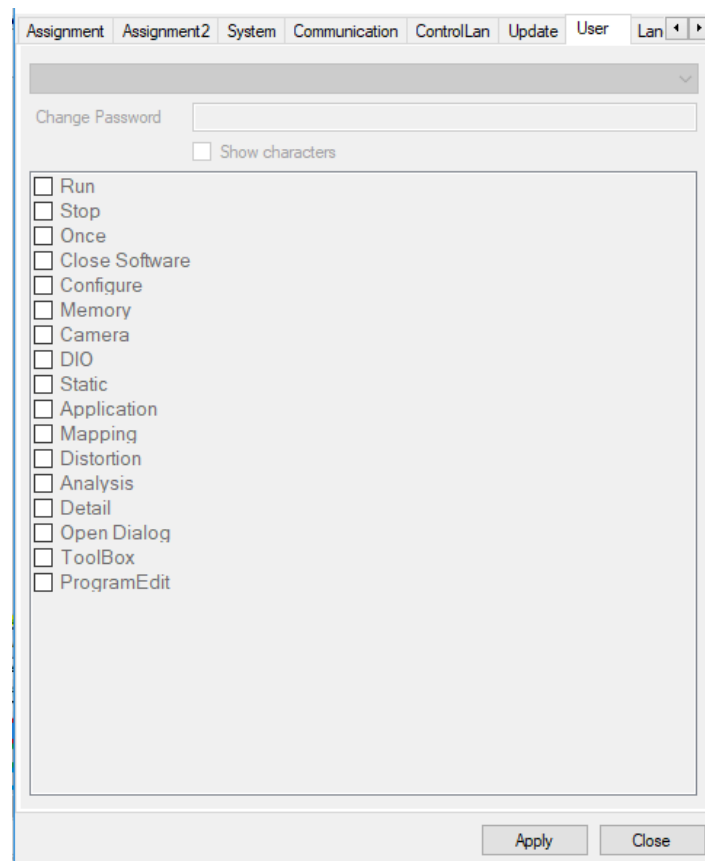 Assignment Assignment2 System Communication ControlLan Update User Lan
Change Password
Show characters
Run
Stop
Once
Close Software
Configure
Memory
Camera
DIO
Static
Application
Mapping
Distortion
Analysis
Detail
Open Dialog
ToolBox
ProgramEdit
Apply Close